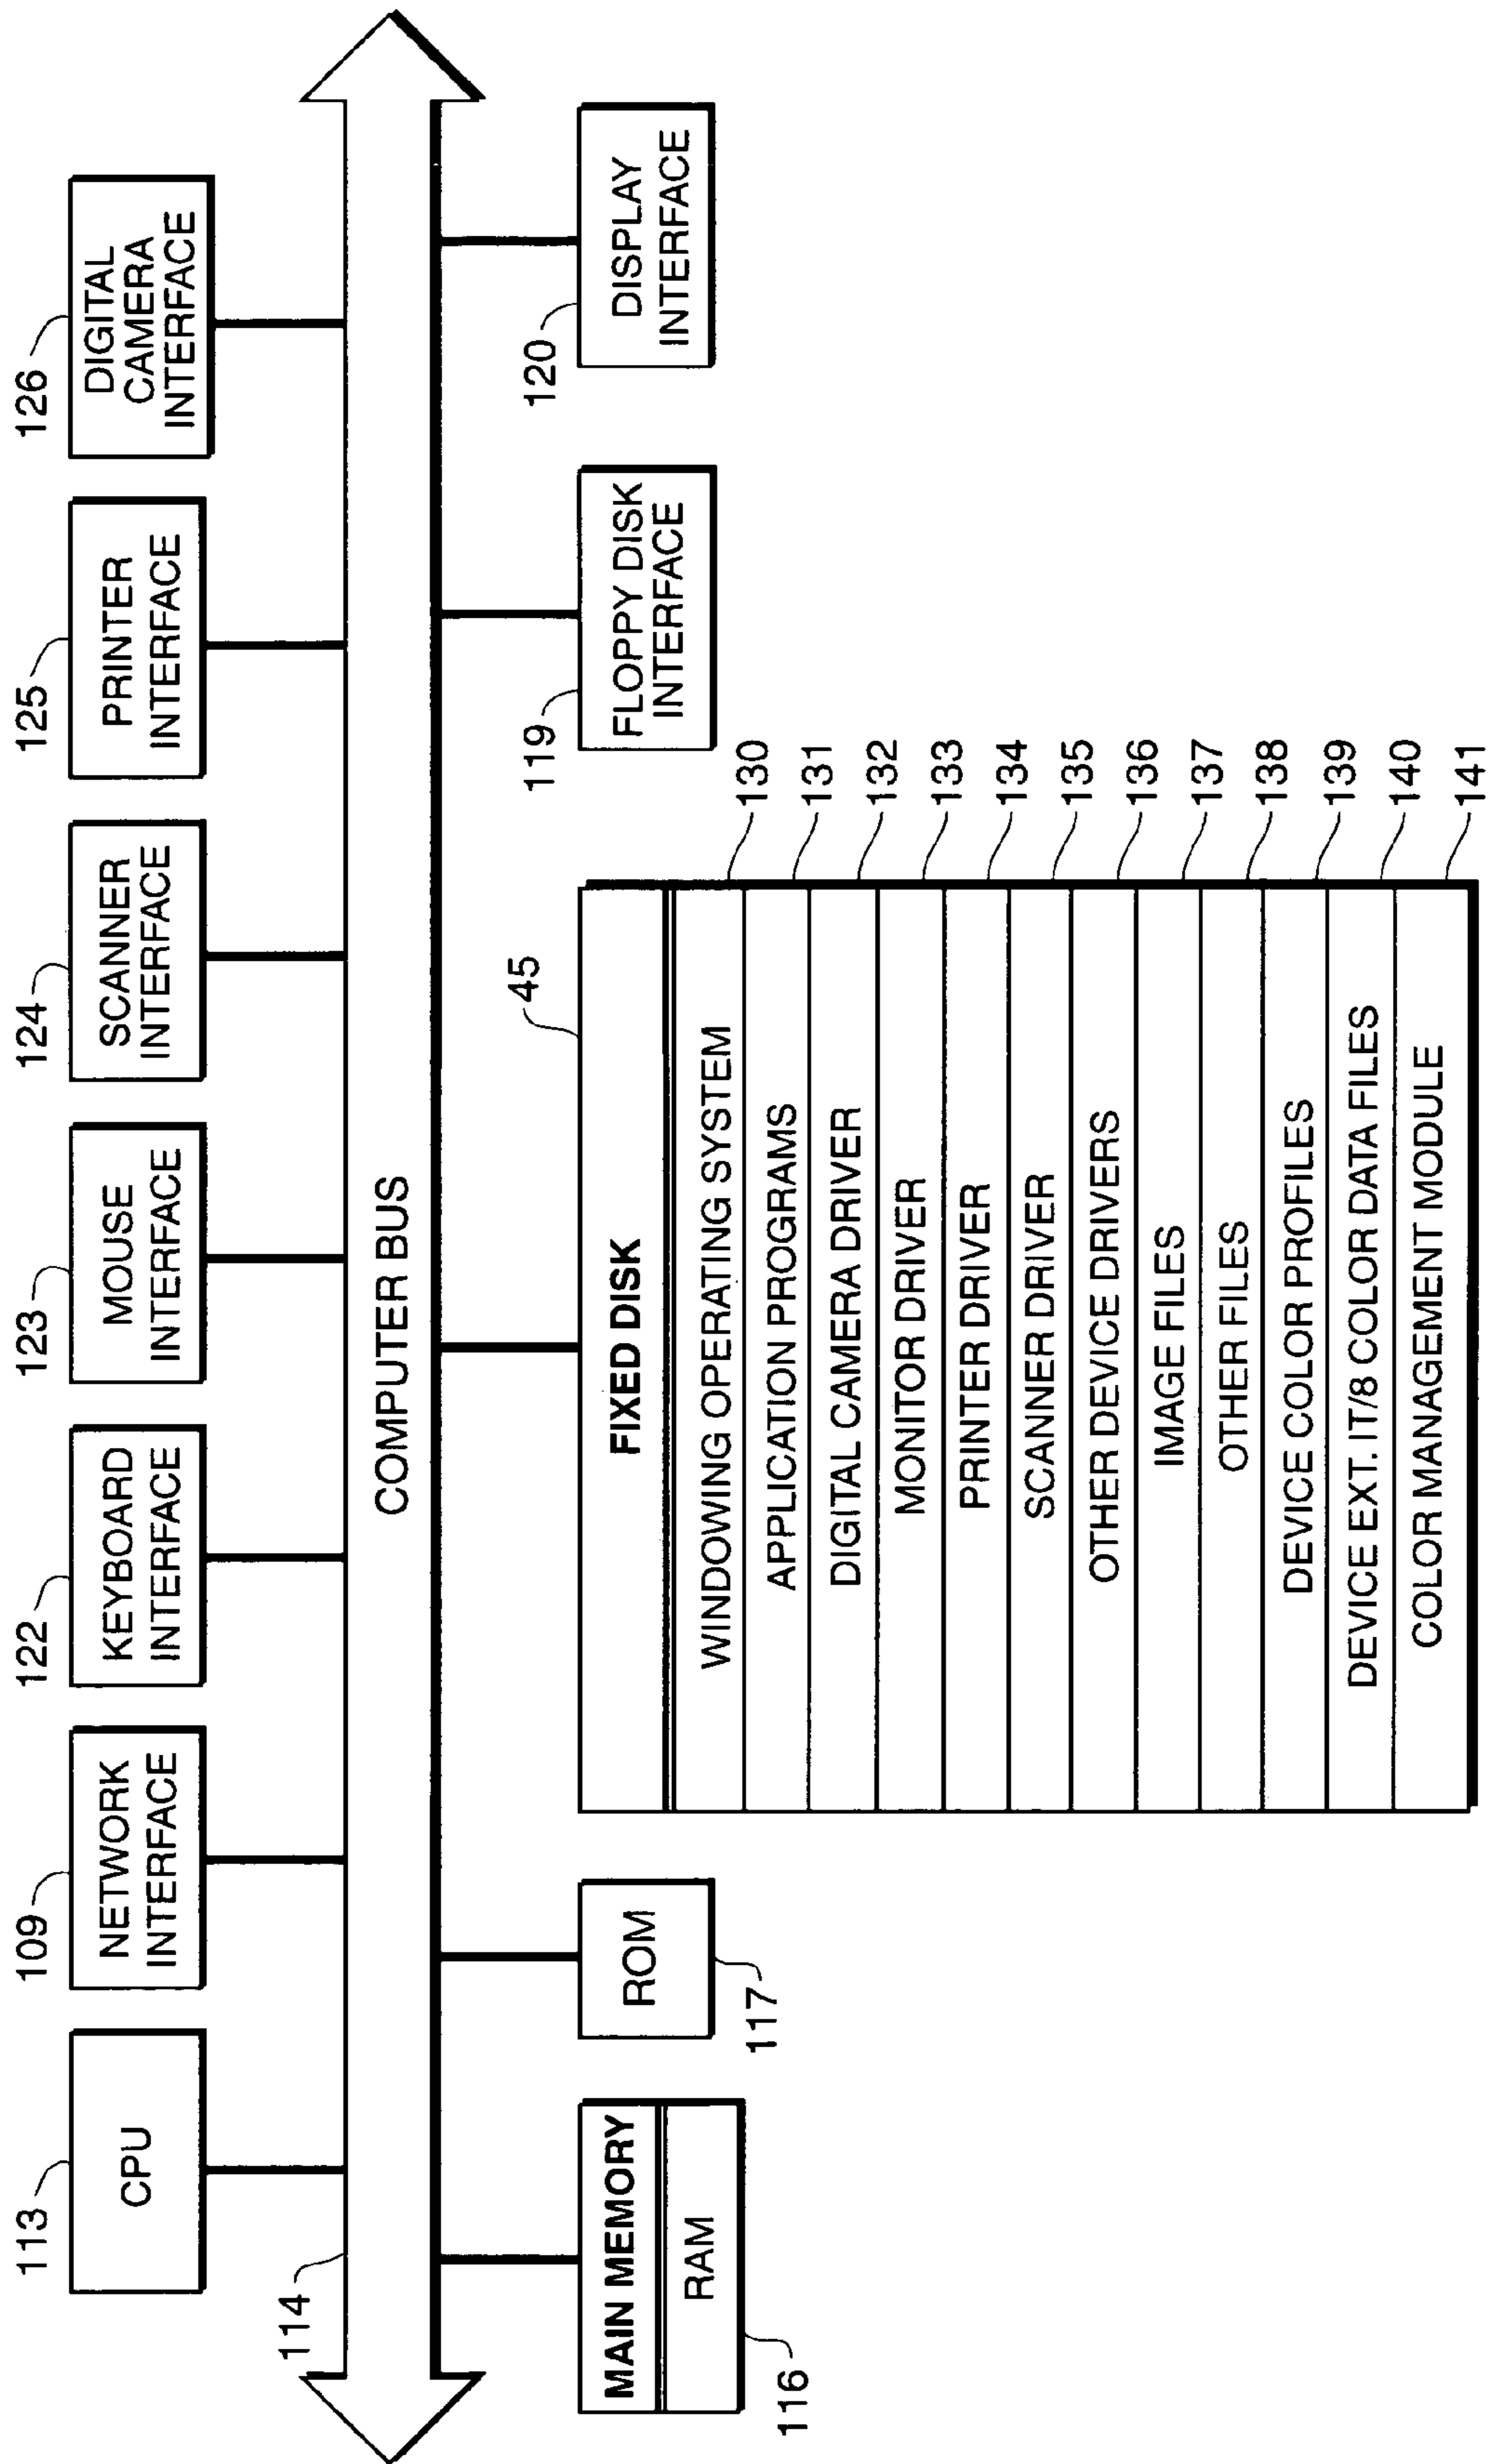 113
CPU
109
NETWORK
INTERFACE
122
KEYBOARD
INTERFACE
123
MOUSE
INTERFACE
124
SCANNER
INTERFACE
125
PRINTER
INTERFACE
126
DIGITAL
CAMERA
INTERFACE
114
COMPUTER BUS
MAIN MEMORY
RAM
116
ROM
117
45
FIXED DISK
WINDOWING OPERATING SYSTEM
130
APPLICATION PROGRAMS
131
DIGITAL CAMERA DRIVER
132
MONITOR DRIVER
133
PRINTER DRIVER
134
SCANNER DRIVER
135
OTHER DEVICE DRIVERS
136
IMAGE FILES
137
OTHER FILES
138
DEVICE COLOR PROFILES
139
DEVICE EXT. IT/8 COLOR DATA FILES
140
COLOR MANAGEMENT MODULE
141
119
FLOPPY DISK
INTERFACE
120
DISPLAY
INTERFACE